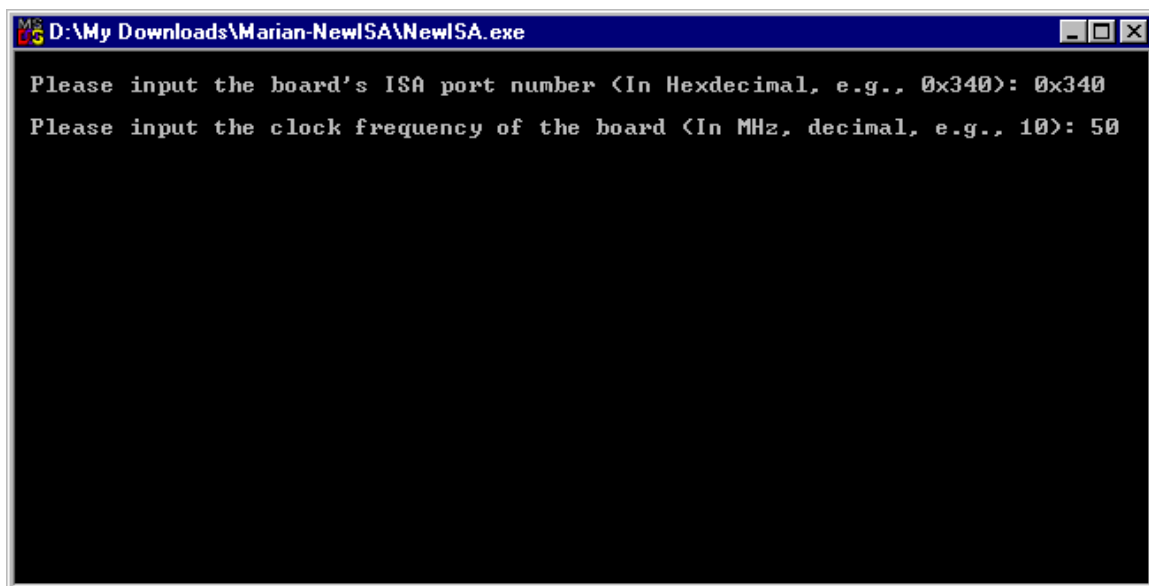 MS
D:\My Downloads\Marian-NewISA\NewISA.exe
Please input the board's ISA port number (In Hexdecimal, e.g., 0x340): 0x340
Please input the clock frequency of the board (In MHz, decimal, e.g., 10): 50